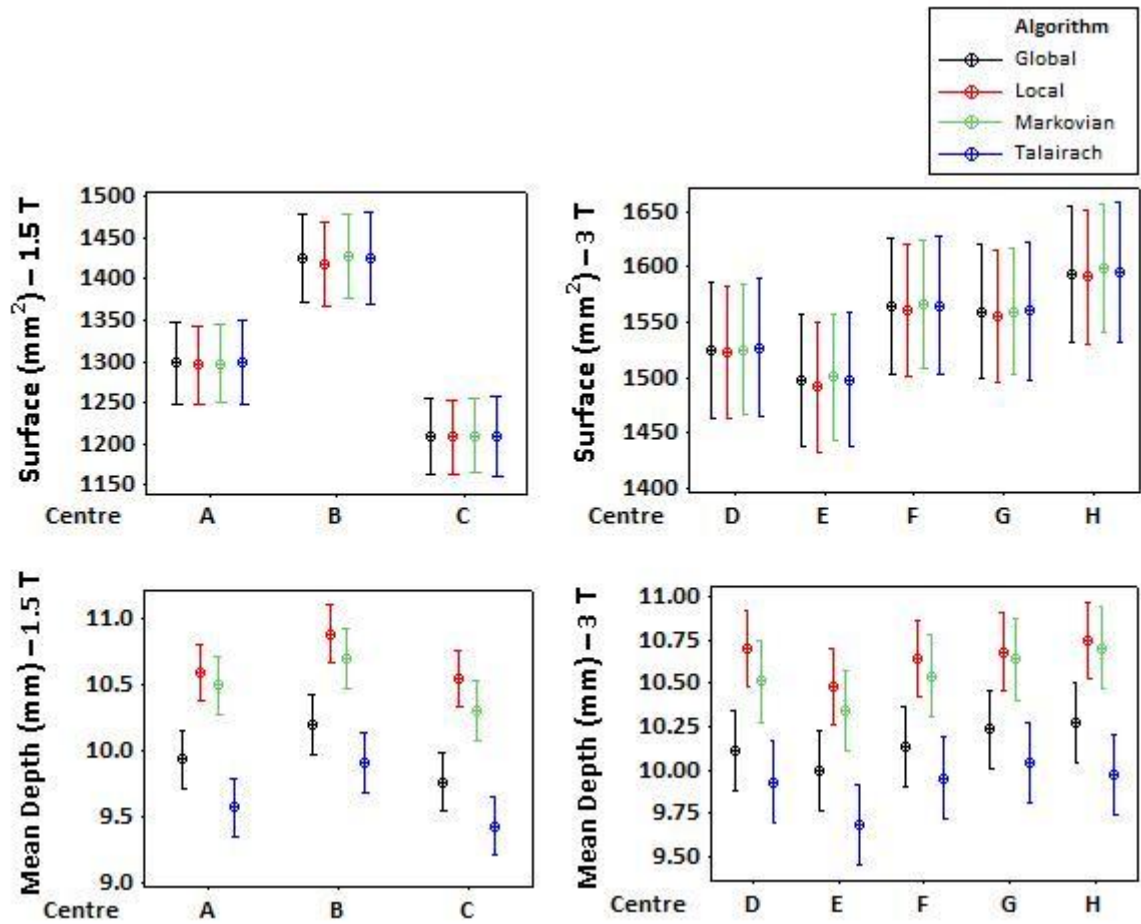 Algorithm
Global
Local
Markovian
Talairach
Surface (mm²) – 1.5 T
1500
1450
1400
1350
1300
1250
1200
1150
Centre A B C
Surface (mm²) – 3 T
1650
1600
1550
1500
1450
1400
Centre D E F G H
Mean Depth (mm) – 1.5 T
11.0
10.5
10.0
9.5
9.0
Centre A B C
Mean Depth (mm) – 3 T
11.00
10.75
10.50
10.25
10.00
9.75
9.50
Centre D E F G H